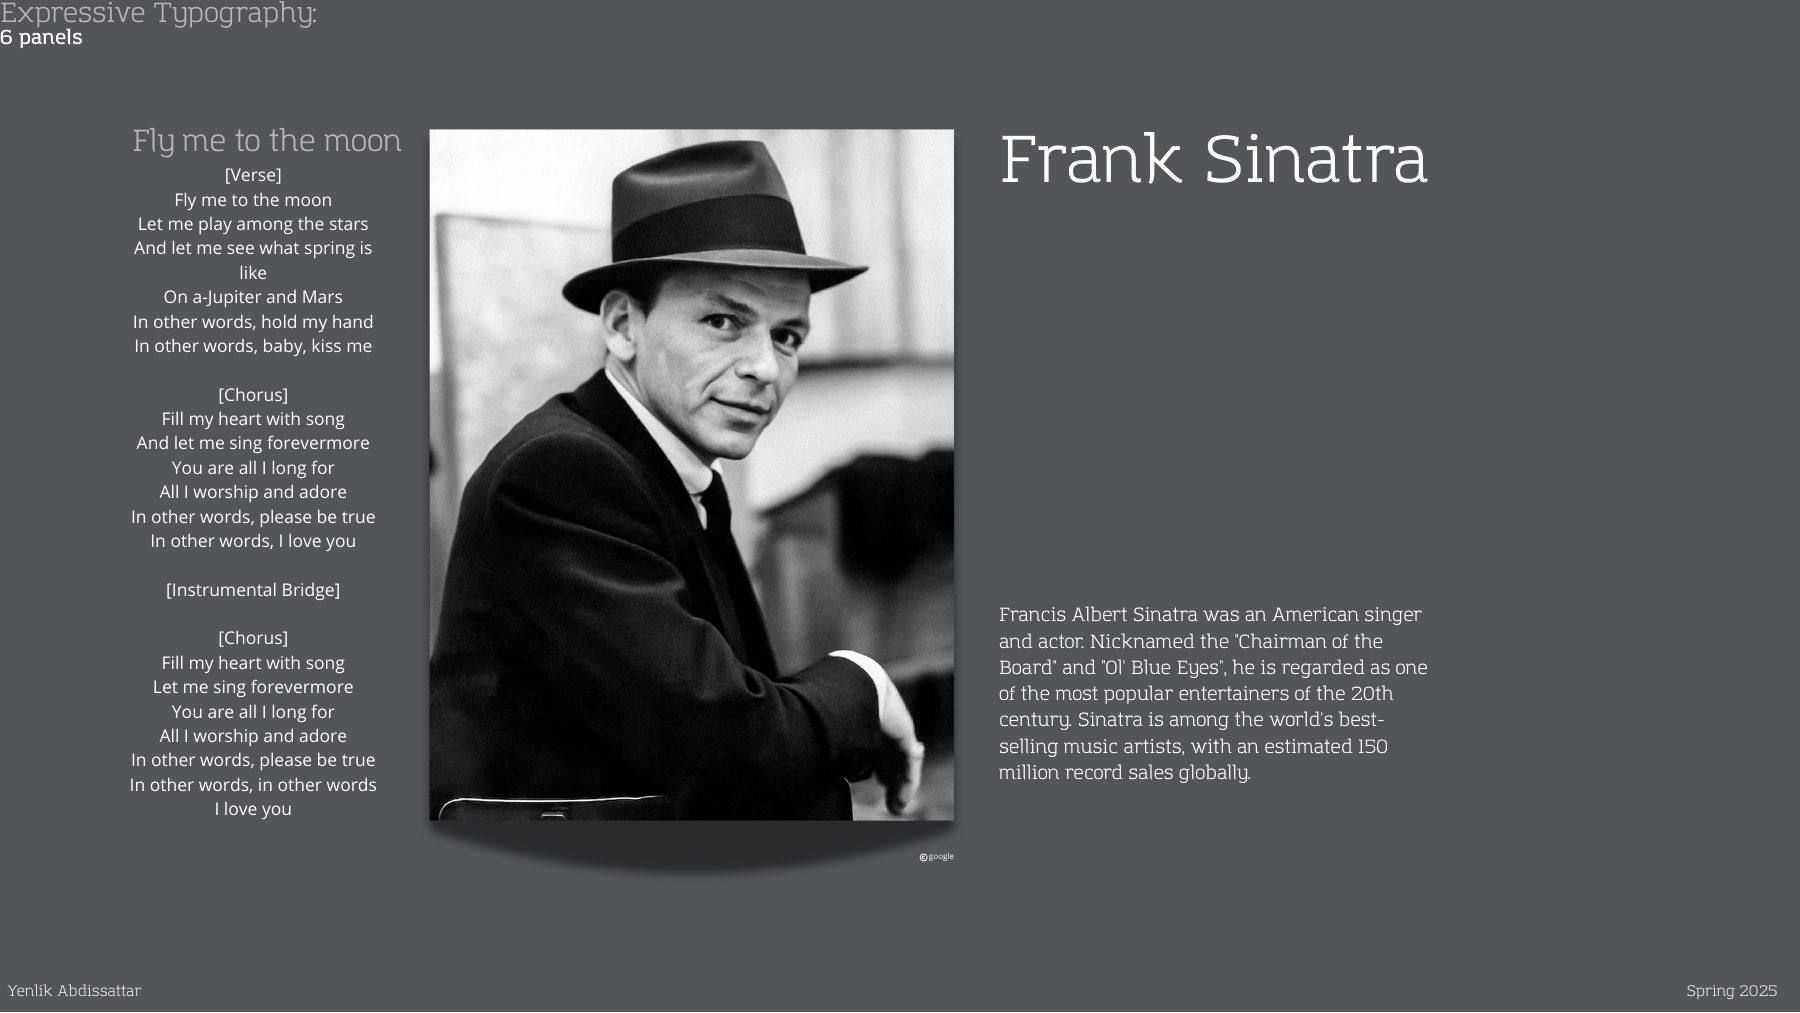 Expressive Typography:
6 panels
Fly me to the moon
[Verse]
Fly me to the moon
Let me play among the stars
And let me see what spring is
like
On a-Jupiter and Mars
In other words, hold my hand
In other words, baby, kiss me
[Chorus]
Fill my heart with song
And let me sing forevermore
You are all I long for
All I worship and adore
In other words, please be true
In other words, I love you
[Instrumental Bridge]
[Chorus]
Fill my heart with song
Let me sing forevermore
You are all I long for
All I worship and adore
In other words, please be true
In other words, in other words
I love you
©google
Frank Sinatra
Francis Albert Sinatra was an American singer
and actor. Nicknamed the "Chairman of the
Board" and "Ol' Blue Eyes", he is regarded as one
of the most popular entertainers of the 20th
century. Sinatra is among the world's best-
selling music artists, with an estimated 150
million record sales globally.
Yenlik Abdissattar
Spring 2025